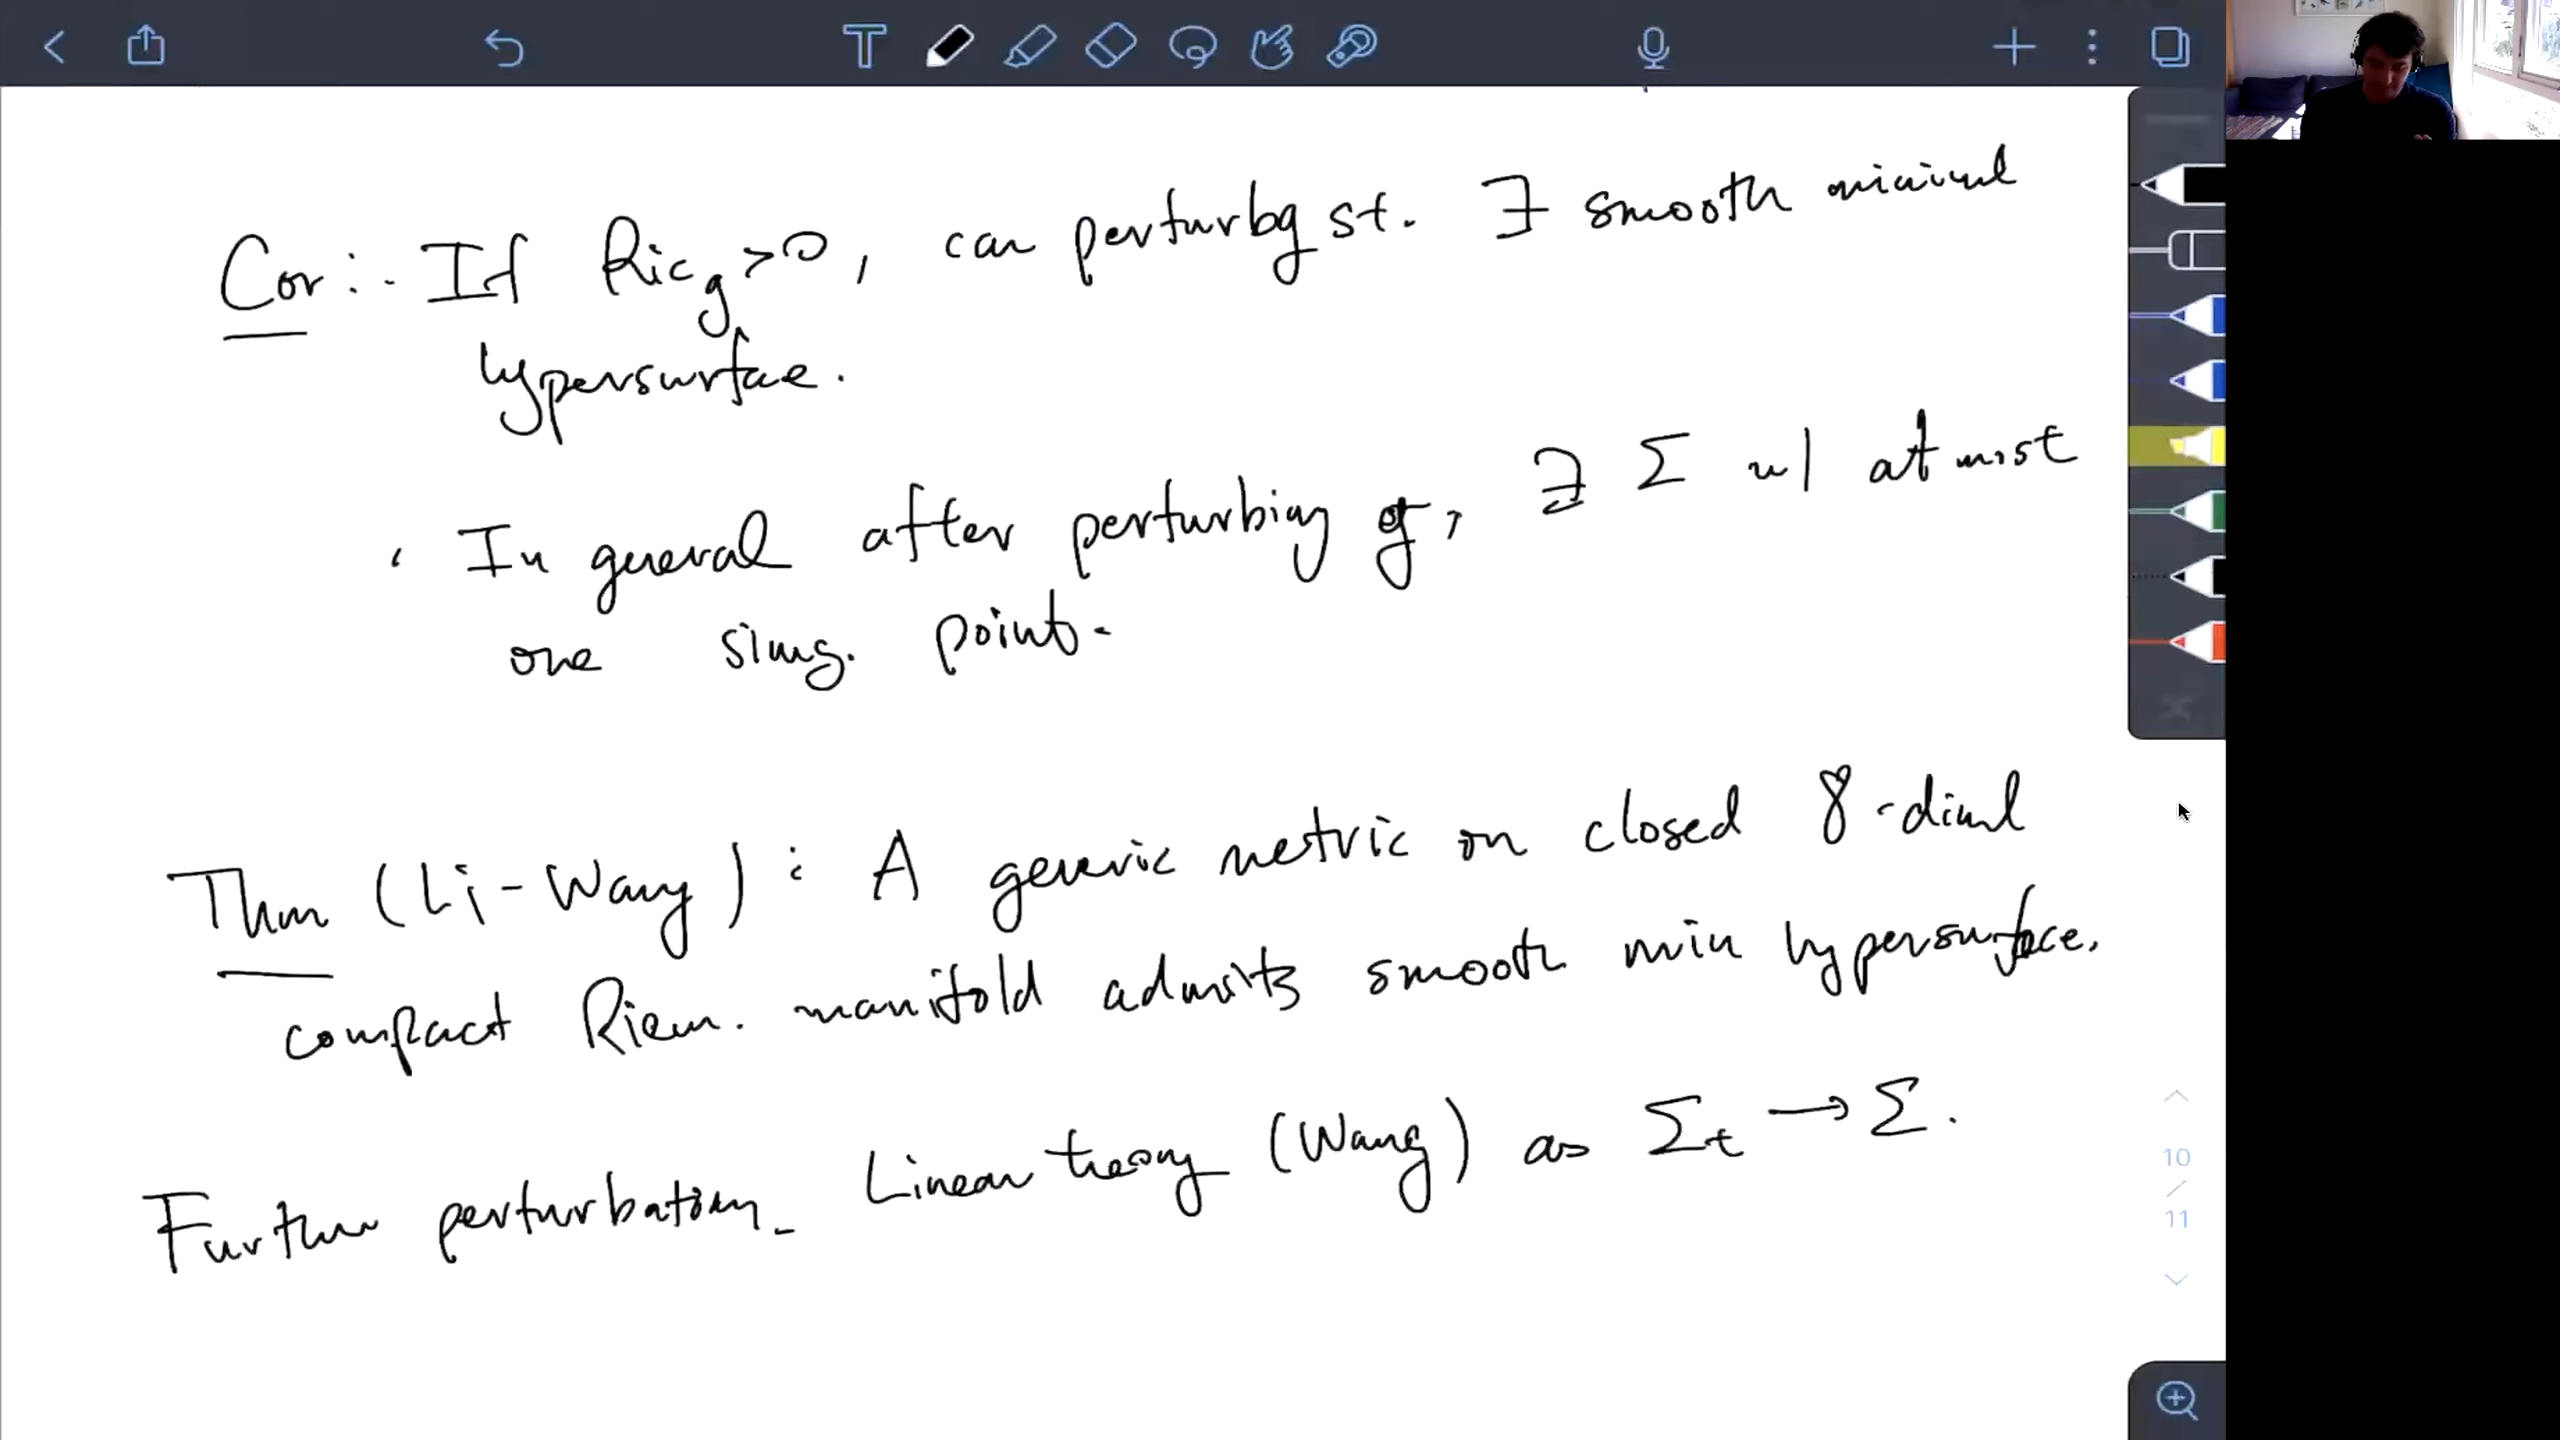 Cor : · If Ric_g > 0, can perturb g st. ∃ smooth minimal
hypersurface.
· In general after perturbing g, ∃ Σ w/ at most
one sing. point.
Thm (Li-Wang) : A generic metric on closed 8-diml
compact Riem. manifold admits smooth min hypersurface.
Further perturbation. Linear theory (Wang) as Σ_t → Σ.
10
/
11